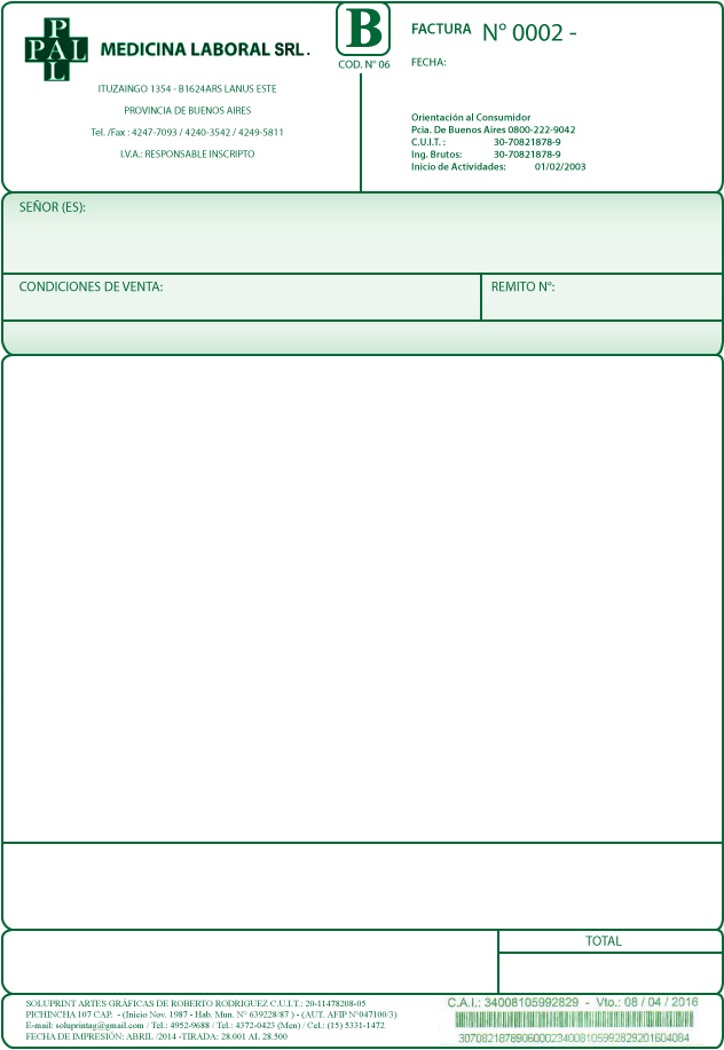 PAL
PAL
MEDICINA LABORAL SRL.
ITUZAINGO 1354 - B1624ARS LANUS ESTE
PROVINCIA DE BUENOS AIRES
Tel. /Fax : 4247-7093 / 4240-3542 / 4249-5811
I.V.A.: RESPONSABLE INSCRIPTO
B
COD. N° 06
FACTURA N° 0002 -
FECHA:
Orientación al Consumidor
Pcia. De Buenos Aires 0800-222-9042
C.U.I.T. : 30-70821878-9
Ing. Brutos: 30-70821878-9
Inicio de Actividades: 01/02/2003
SEÑOR (ES):
CONDICIONES DE VENTA:
REMITO N°:
TOTAL
SOLUPRINT ARTES GRÁFICAS DE ROBERTO RODRIGUEZ C.U.I.T.: 20-11478208-05
PICHINCHA 107 CAP. - (Inicio Nov. 1987 - Hab. Mun. N° 639228/87 ) - (AUT. AFIP N°047100/3)
E-mail: soluprintag@gmail.com / Tel.: 4952-9688 / Tel.: 4372-0423 (Men) / Cel.: (15) 5331-1472
FECHA DE IMPRESIÓN: ABRIL /2014 -TIRADA: 28.001 AL 28.500
C.A.I.: 34008105992829 - Vto.: 08 / 04 / 2016
3070821878906000234008105992829201604084